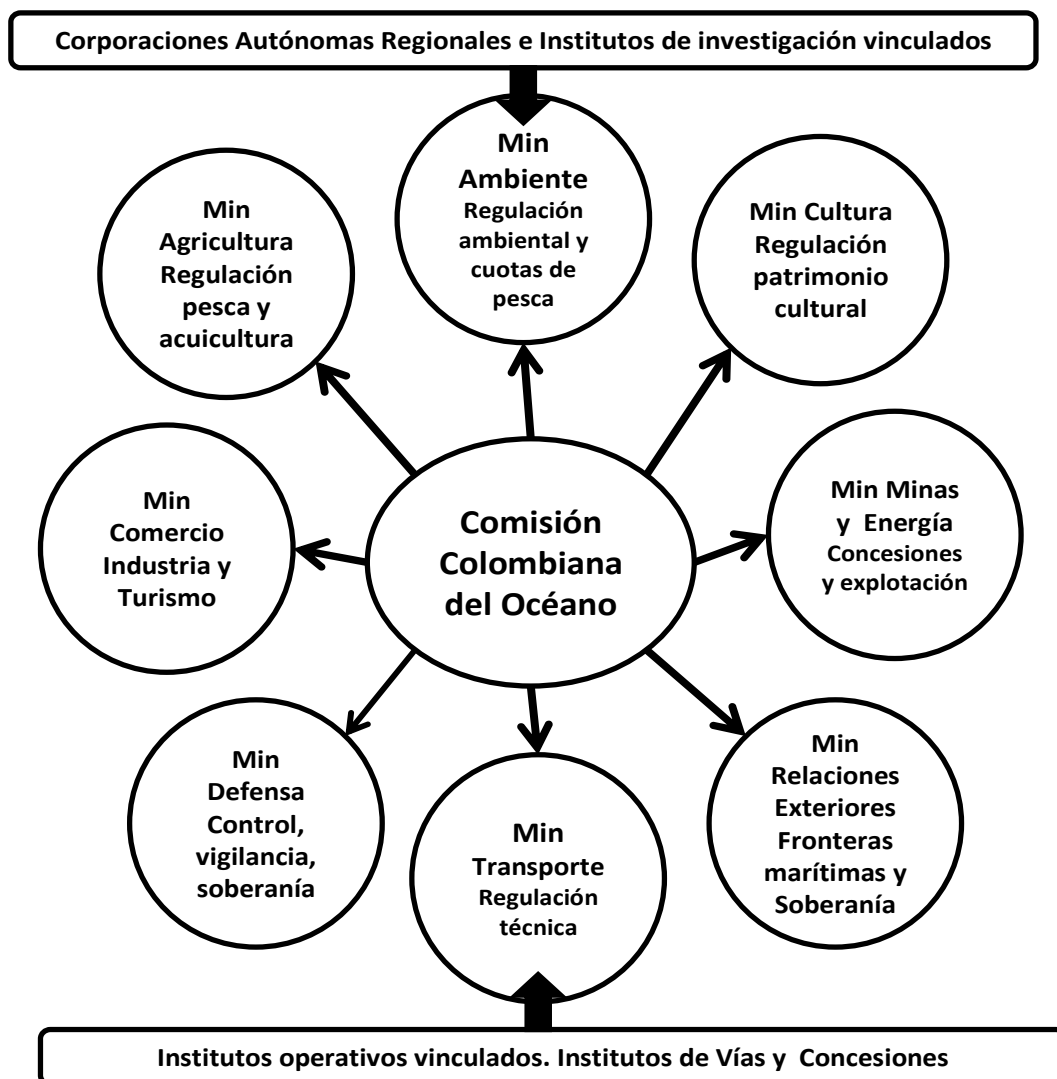 Corporaciones Autónomas Regionales e Institutos de investigación vinculados
Min
Ambiente
Regulación
ambiental y
cuotas de
pesca
Min
Agricultura
Regulación
pesca y
acuicultura
Min Cultura
Regulación
patrimonio
cultural
Min
Comercio
Industria y
Turismo
Comisión
Colombiana
del Océano
Min Minas
y Energía
Concesiones
y explotación
Min
Defensa
Control,
vigilancia,
soberanía
Min
Transporte
Regulación
técnica
Min
Relaciones
Exteriores
Fronteras
marítimas y
Soberanía
Institutos operativos vinculados. Institutos de Vías y Concesiones